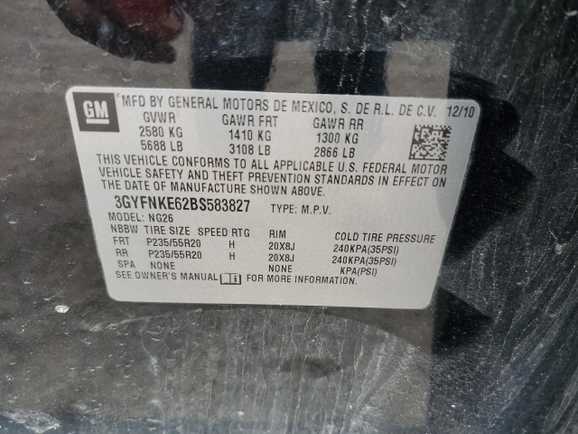 GM
MFD BY GENERAL MOTORS DE MEXICO, S. DE R.L. DE C.V. 12/10
GVWR GAWR FRT GAWR RR
2580 KG 1410 KG 1300 KG
5688 LB 3108 LB 2866 LB
THIS VEHICLE CONFORMS TO ALL APPLICABLE U.S. FEDERAL MOTOR
VEHICLE SAFETY AND THEFT PREVENTION STANDARDS IN EFFECT ON
THE DATE OF MANUFACTURE SHOWN ABOVE.
3GYFNKE62BS583827 TYPE: M.P.V.
MODEL: NG26
NBBW TIRE SIZE SPEED RTG RIM COLD TIRE PRESSURE
FRT P235/55R20 H 20X8J 240KPA(35PSI)
RR P235/55R20 H 20X8J 240KPA(35PSI)
SPA NONE NONE KPA(PSI)
SEE OWNER'S MANUAL FOR MORE INFORMATION.